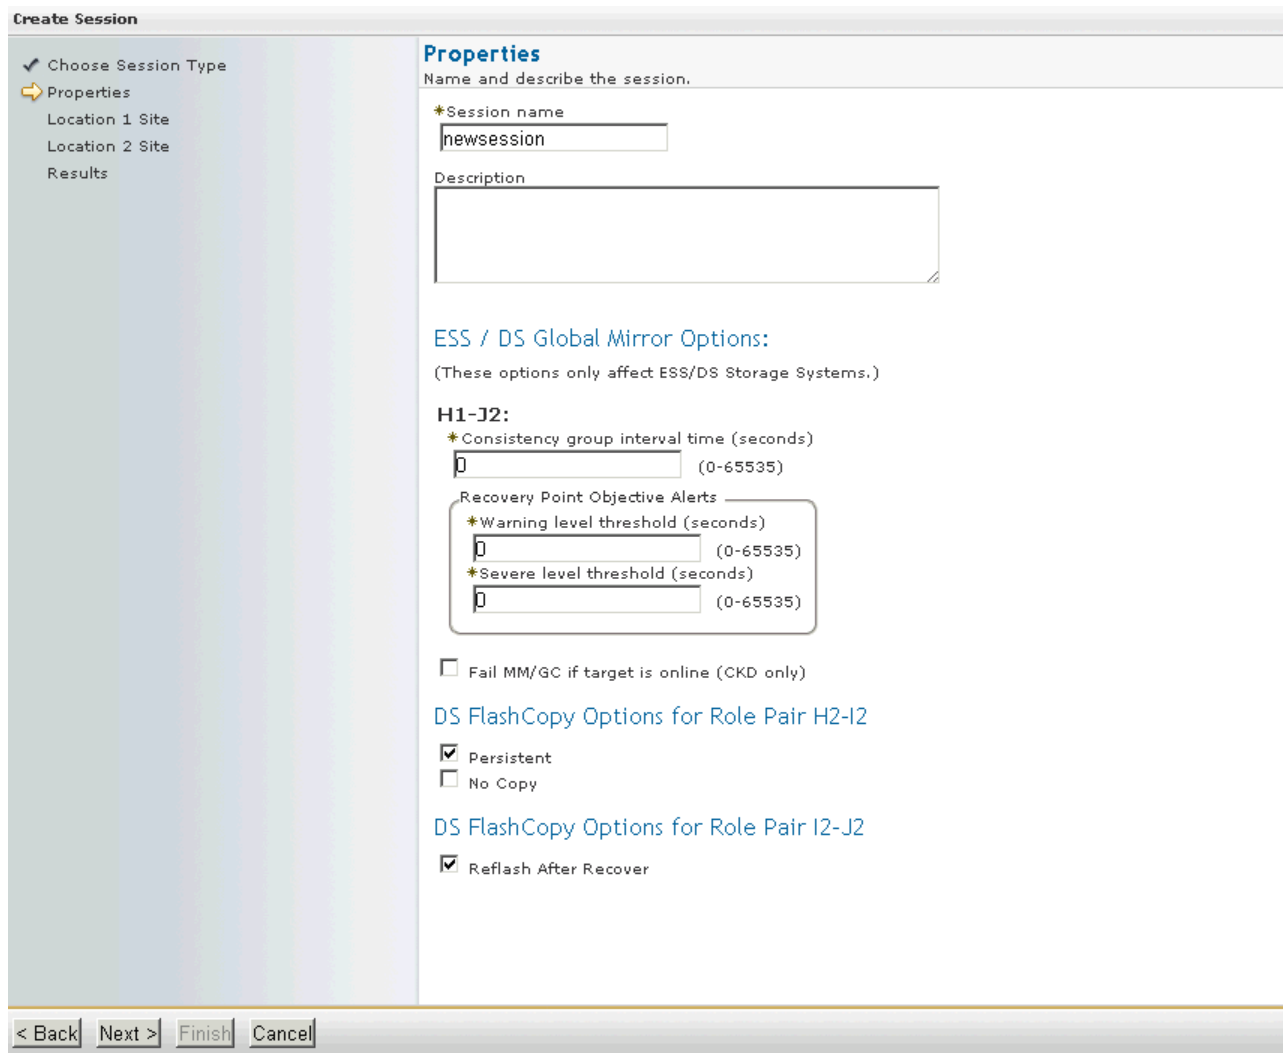 Create Session
Choose Session Type
Properties
Location 1 Site
Location 2 Site
Results
Properties
Name and describe the session.
*Session name
newsession
Description
ESS / DS Global Mirror Options:
(These options only affect ESS/DS Storage Systems.)
H1-J2:
*Consistency group interval time (seconds)
0 (0-65535)
Recovery Point Objective Alerts
*Warning level threshold (seconds)
0 (0-65535)
*Severe level threshold (seconds)
0 (0-65535)
Fail MM/GC if target is online (CKD only)
DS FlashCopy Options for Role Pair H2-I2
Persistent
No Copy
DS FlashCopy Options for Role Pair I2-J2
Reflash After Recover
< Back Next > Finish Cancel